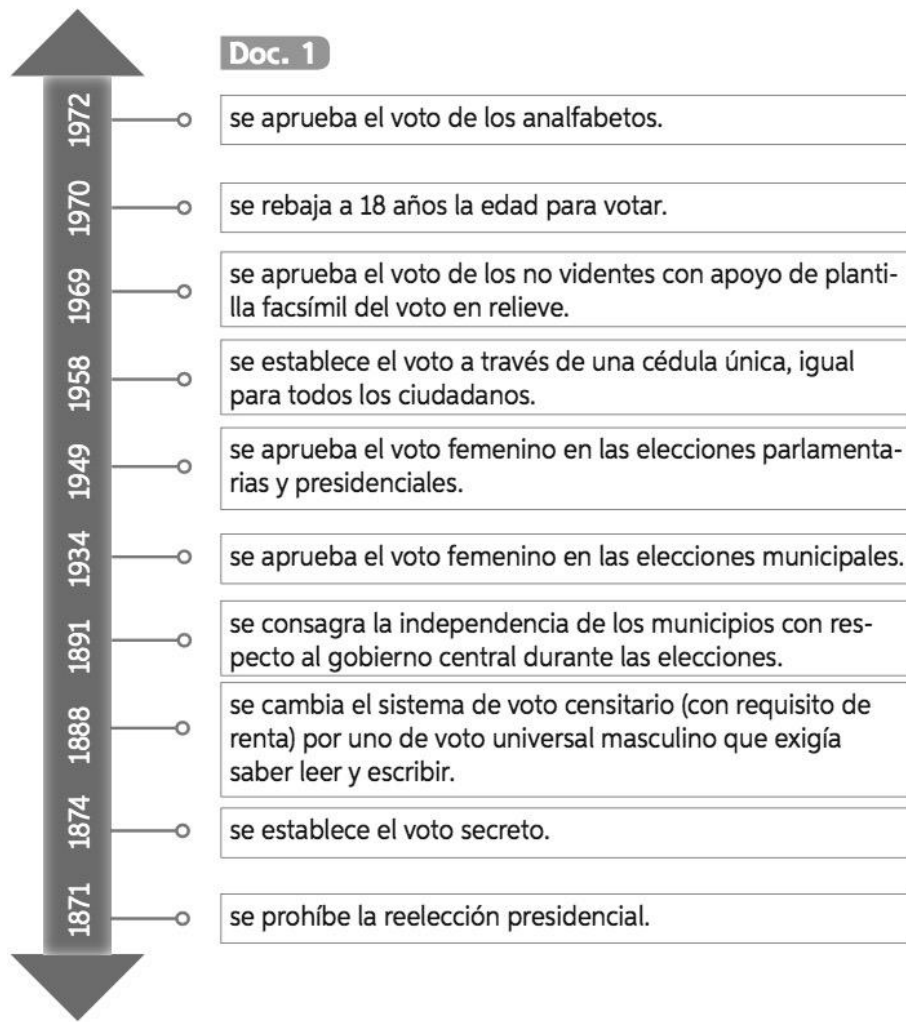 Doc. 1
1972
se aprueba el voto de los analfabetos.
1970
se rebaja a 18 años la edad para votar.
1969
se aprueba el voto de los no videntes con apoyo de planti-
lla facsímil del voto en relieve.
1958
se establece el voto a través de una cédula única, igual
para todos los ciudadanos.
1949
se aprueba el voto femenino en las elecciones parlamenta-
rias y presidenciales.
1934
se aprueba el voto femenino en las elecciones municipales.
1891
se consagra la independencia de los municipios con res-
pecto al gobierno central durante las elecciones.
1888
se cambia el sistema de voto censitario (con requisito de
renta) por uno de voto universal masculino que exigía
saber leer y escribir.
1874
se establece el voto secreto.
1871
se prohíbe la reelección presidencial.